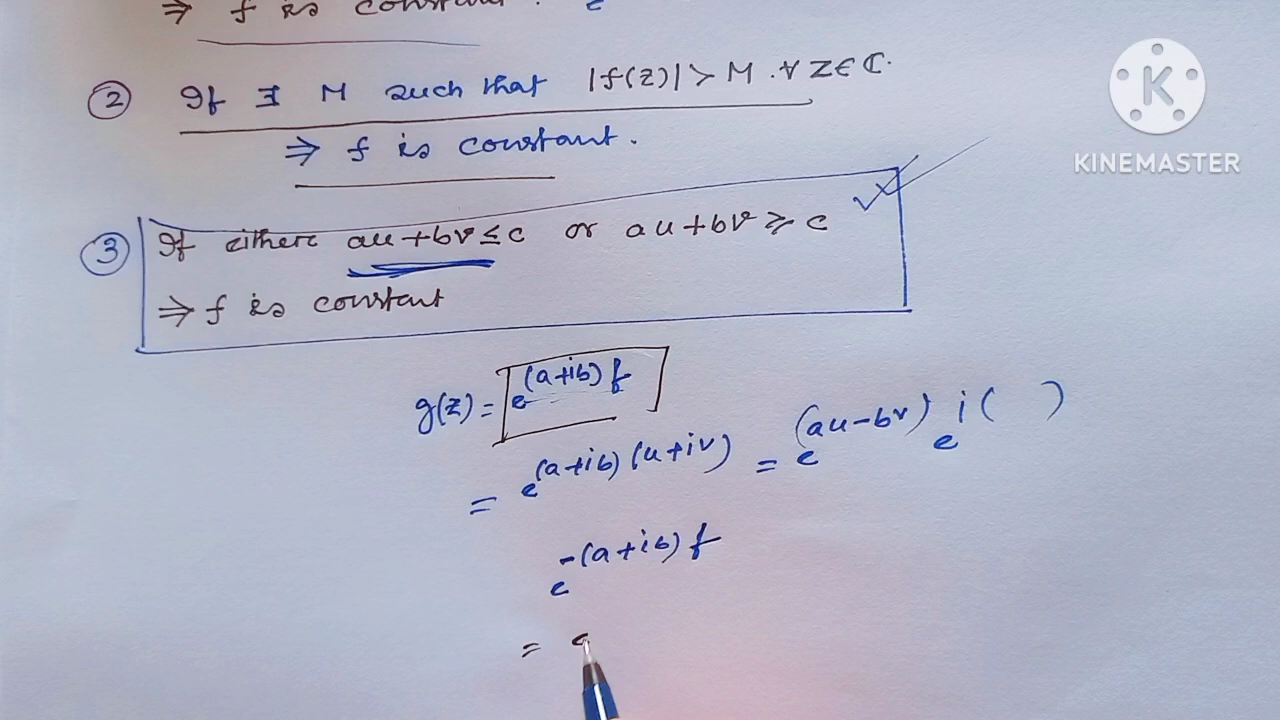 ⇒ f is constant.
② If ∃ M such that |f(z)| > M . ∀ Z ∈ ℂ.
⇒ f is constant.
③ If either au + bv ≤ c or au + bv ≥ c
⇒ f is constant
g(z) = e^{(a+ib) f}
= e^{(a+ib)(u+iv)} = e^{(au-bv)} e^{i( )}
e^{-(a+ib) f}
=
K
KINEMASTER